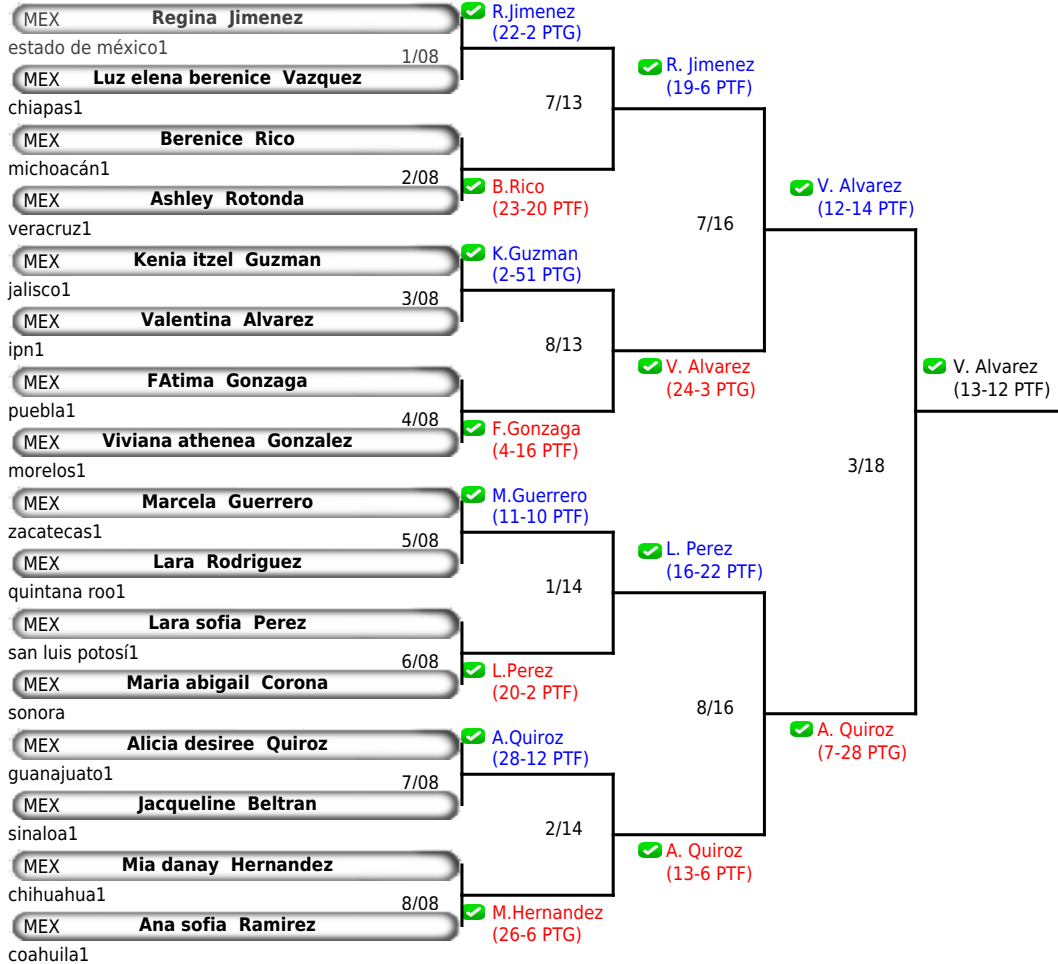 MEX Regina Jimenez
estado de méxico1
1/08
MEX Luz elena berenice Vazquez
chiapas1
MEX Berenice Rico
michoacán1
2/08
MEX Ashley Rotonda
veracruz1
MEX Kenia itzel Guzman
jalisco1
3/08
MEX Valentina Alvarez
ipn1
MEX FAtima Gonzaga
puebla1
4/08
MEX Viviana athenea Gonzalez
morelos1
MEX Marcela Guerrero
zacatecas1
5/08
MEX Lara Rodriguez
quintana roo1
MEX Lara sofia Perez
san luis potosí1
6/08
MEX Maria abigail Corona
sonora
MEX Alicia desiree Quiroz
guanajuato1
7/08
MEX Jacqueline Beltran
sinaloa1
MEX Mia danay Hernandez
chihuahua1
8/08
MEX Ana sofia Ramirez
coahuila1
R.Jimenez
(22-2 PTG)
7/13
B.Rico
(23-20 PTF)
K.Guzman
(2-51 PTG)
8/13
F.Gonzaga
(4-16 PTF)
M.Guerrero
(11-10 PTF)
1/14
L.Perez
(20-2 PTF)
A.Quiroz
(28-12 PTF)
2/14
M.Hernandez
(26-6 PTG)
R. Jimenez
(19-6 PTF)
7/16
V. Alvarez
(24-3 PTG)
L. Perez
(16-22 PTF)
8/16
A. Quiroz
(13-6 PTF)
V. Alvarez
(12-14 PTF)
3/18
A. Quiroz
(7-28 PTG)
V. Alvarez
(13-12 PTF)